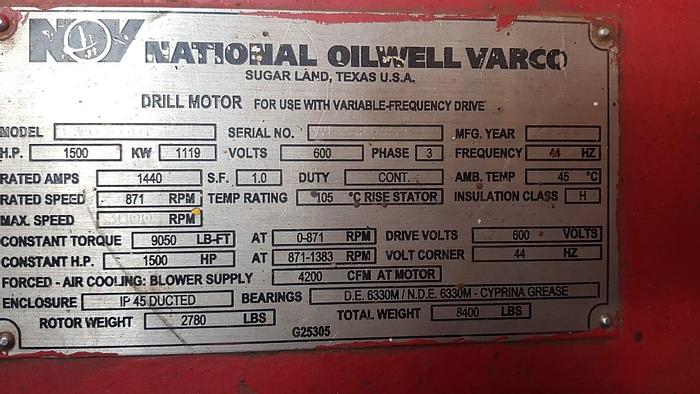 NOV NATIONAL OILWELL VARCO
SUGAR LAND, TEXAS U.S.A.
DRILL MOTOR FOR USE WITH VARIABLE-FREQUENCY DRIVE
MODEL SERIAL NO. MFG. YEAR
H.P. 1500 KW 1119 VOLTS 600 PHASE 3 FREQUENCY 44 HZ
RATED AMPS 1440 S.F. 1.0 DUTY CONT. AMB. TEMP 45 °C
RATED SPEED 871 RPM TEMP RATING 105 °C RISE STATOR INSULATION CLASS H
MAX. SPEED 3000 RPM
CONSTANT TORQUE 9050 LB-FT AT 0-871 RPM DRIVE VOLTS 600 VOLTS
CONSTANT H.P. 1500 HP AT 871-1383 RPM VOLT CORNER 44 HZ
FORCED - AIR COOLING: BLOWER SUPPLY 4200 CFM AT MOTOR
ENCLOSURE IP 45 DUCTED BEARINGS D.E. 6330M / N.D.E. 6330M - CYPRINA GREASE
ROTOR WEIGHT 2780 LBS TOTAL WEIGHT 8400 LBS
G25305